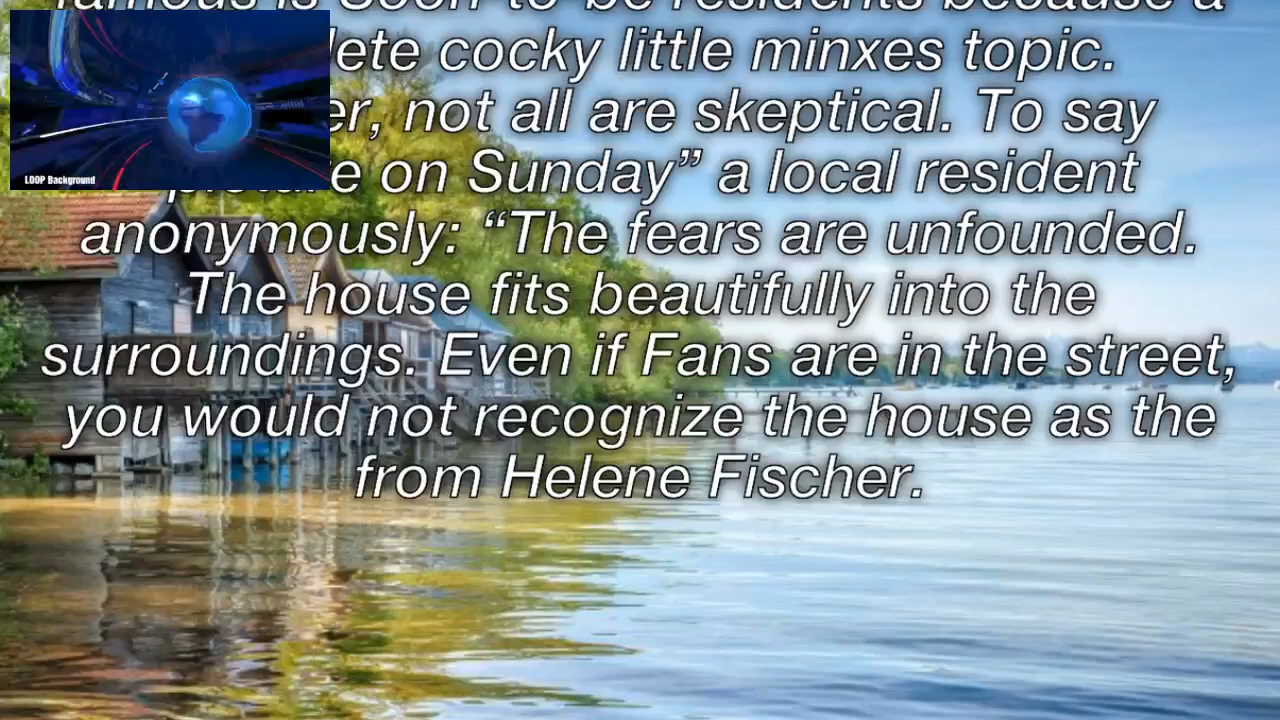 famous is soon-to-be residents because a
lete cocky little minxes topic.
er, not all are skeptical. To say
e on Sunday” a local resident
anonymously: “The fears are unfounded.
The house fits beautifully into the
surroundings. Even if Fans are in the street,
you would not recognize the house as the
from Helene Fischer.
LOOP Background